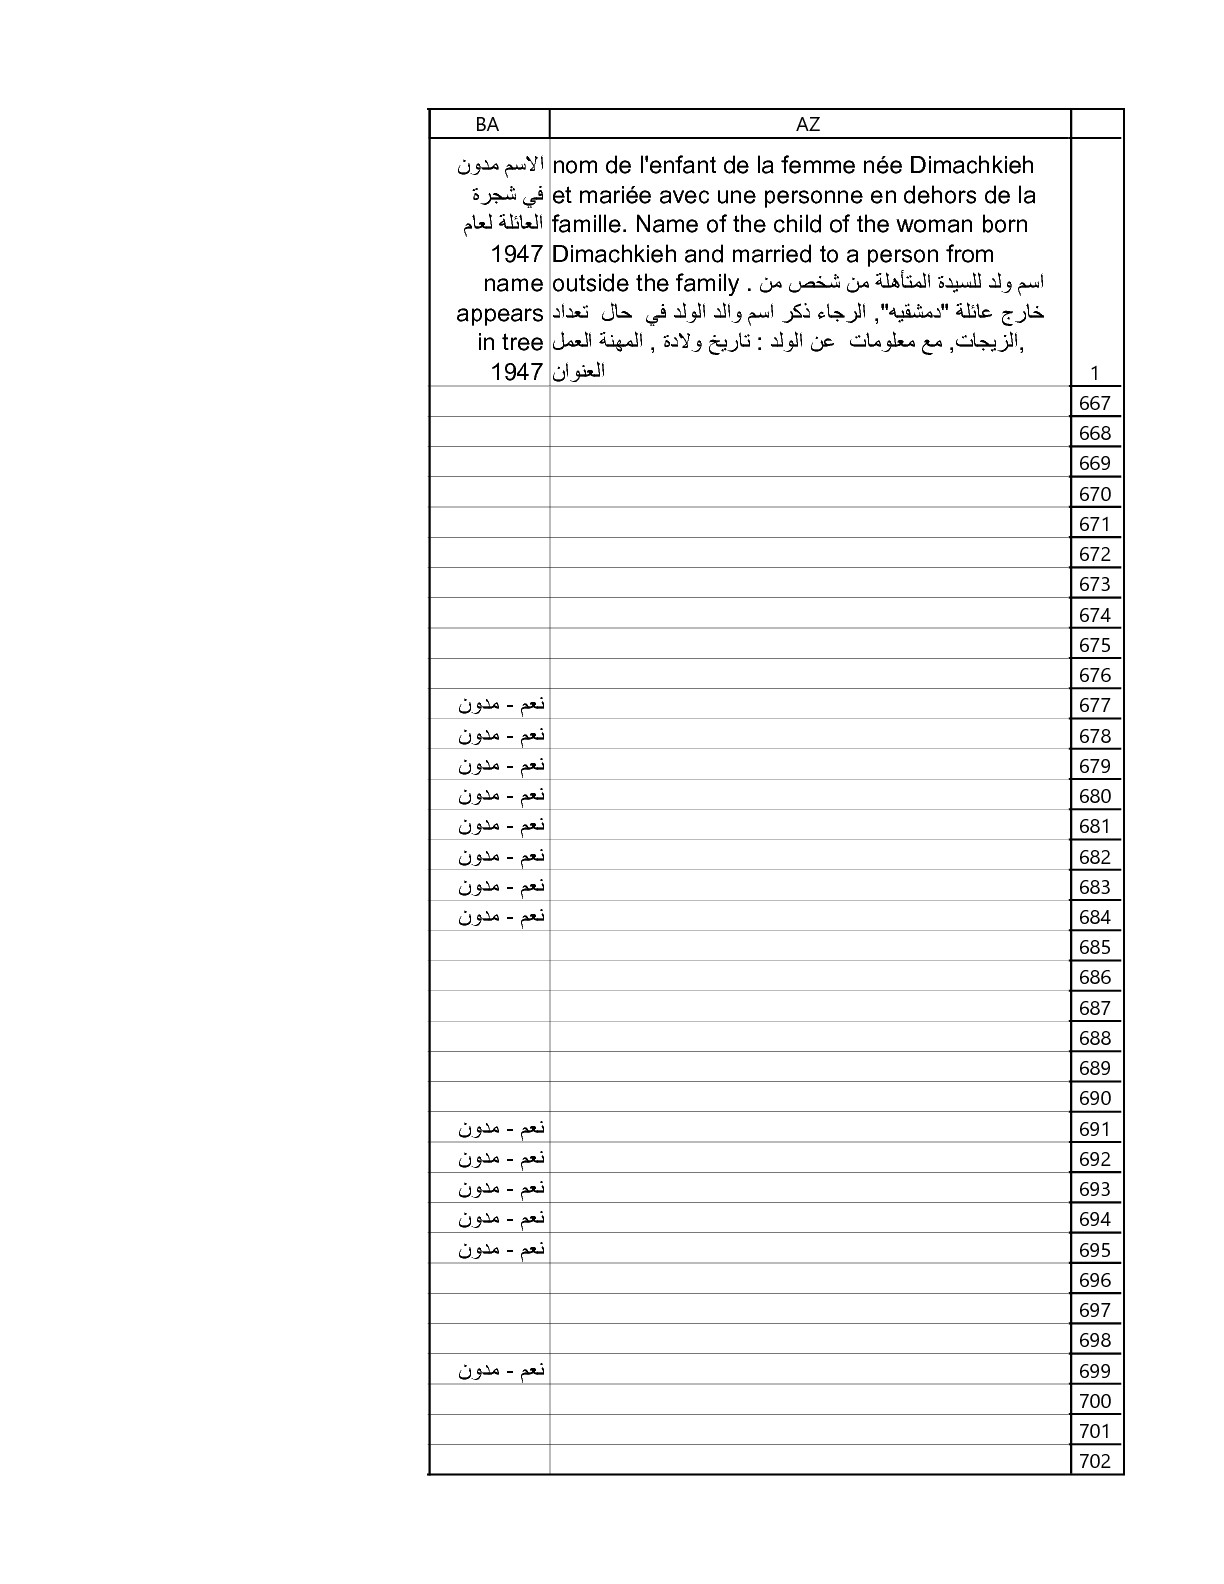 BA AZ
الاسم مدون
في شجرة
العائلة لعام
1947
name
appears
in tree
1947
nom de l'enfant de la femme née Dimachkieh
et mariée avec une personne en dehors de la
famille. Name of the child of the woman born
Dimachkieh and married to a person from
outside the family . اسم ولد للسيدة المتأهلة من شخص من
خارج عائلة "دمشقيه", الرجاء ذكر اسم والد الولد في حال تعداد
الزيجات, مع معلومات عن الولد : تاريخ ولادة , المهنة العمل,
العنوان
1
667
668
669
670
671
672
673
674
675
676
نعم - مدون 677
نعم - مدون 678
نعم - مدون 679
نعم - مدون 680
نعم - مدون 681
نعم - مدون 682
نعم - مدون 683
نعم - مدون 684
685
686
687
688
689
690
نعم - مدون 691
نعم - مدون 692
نعم - مدون 693
نعم - مدون 694
نعم - مدون 695
696
697
698
نعم - مدون 699
700
701
702